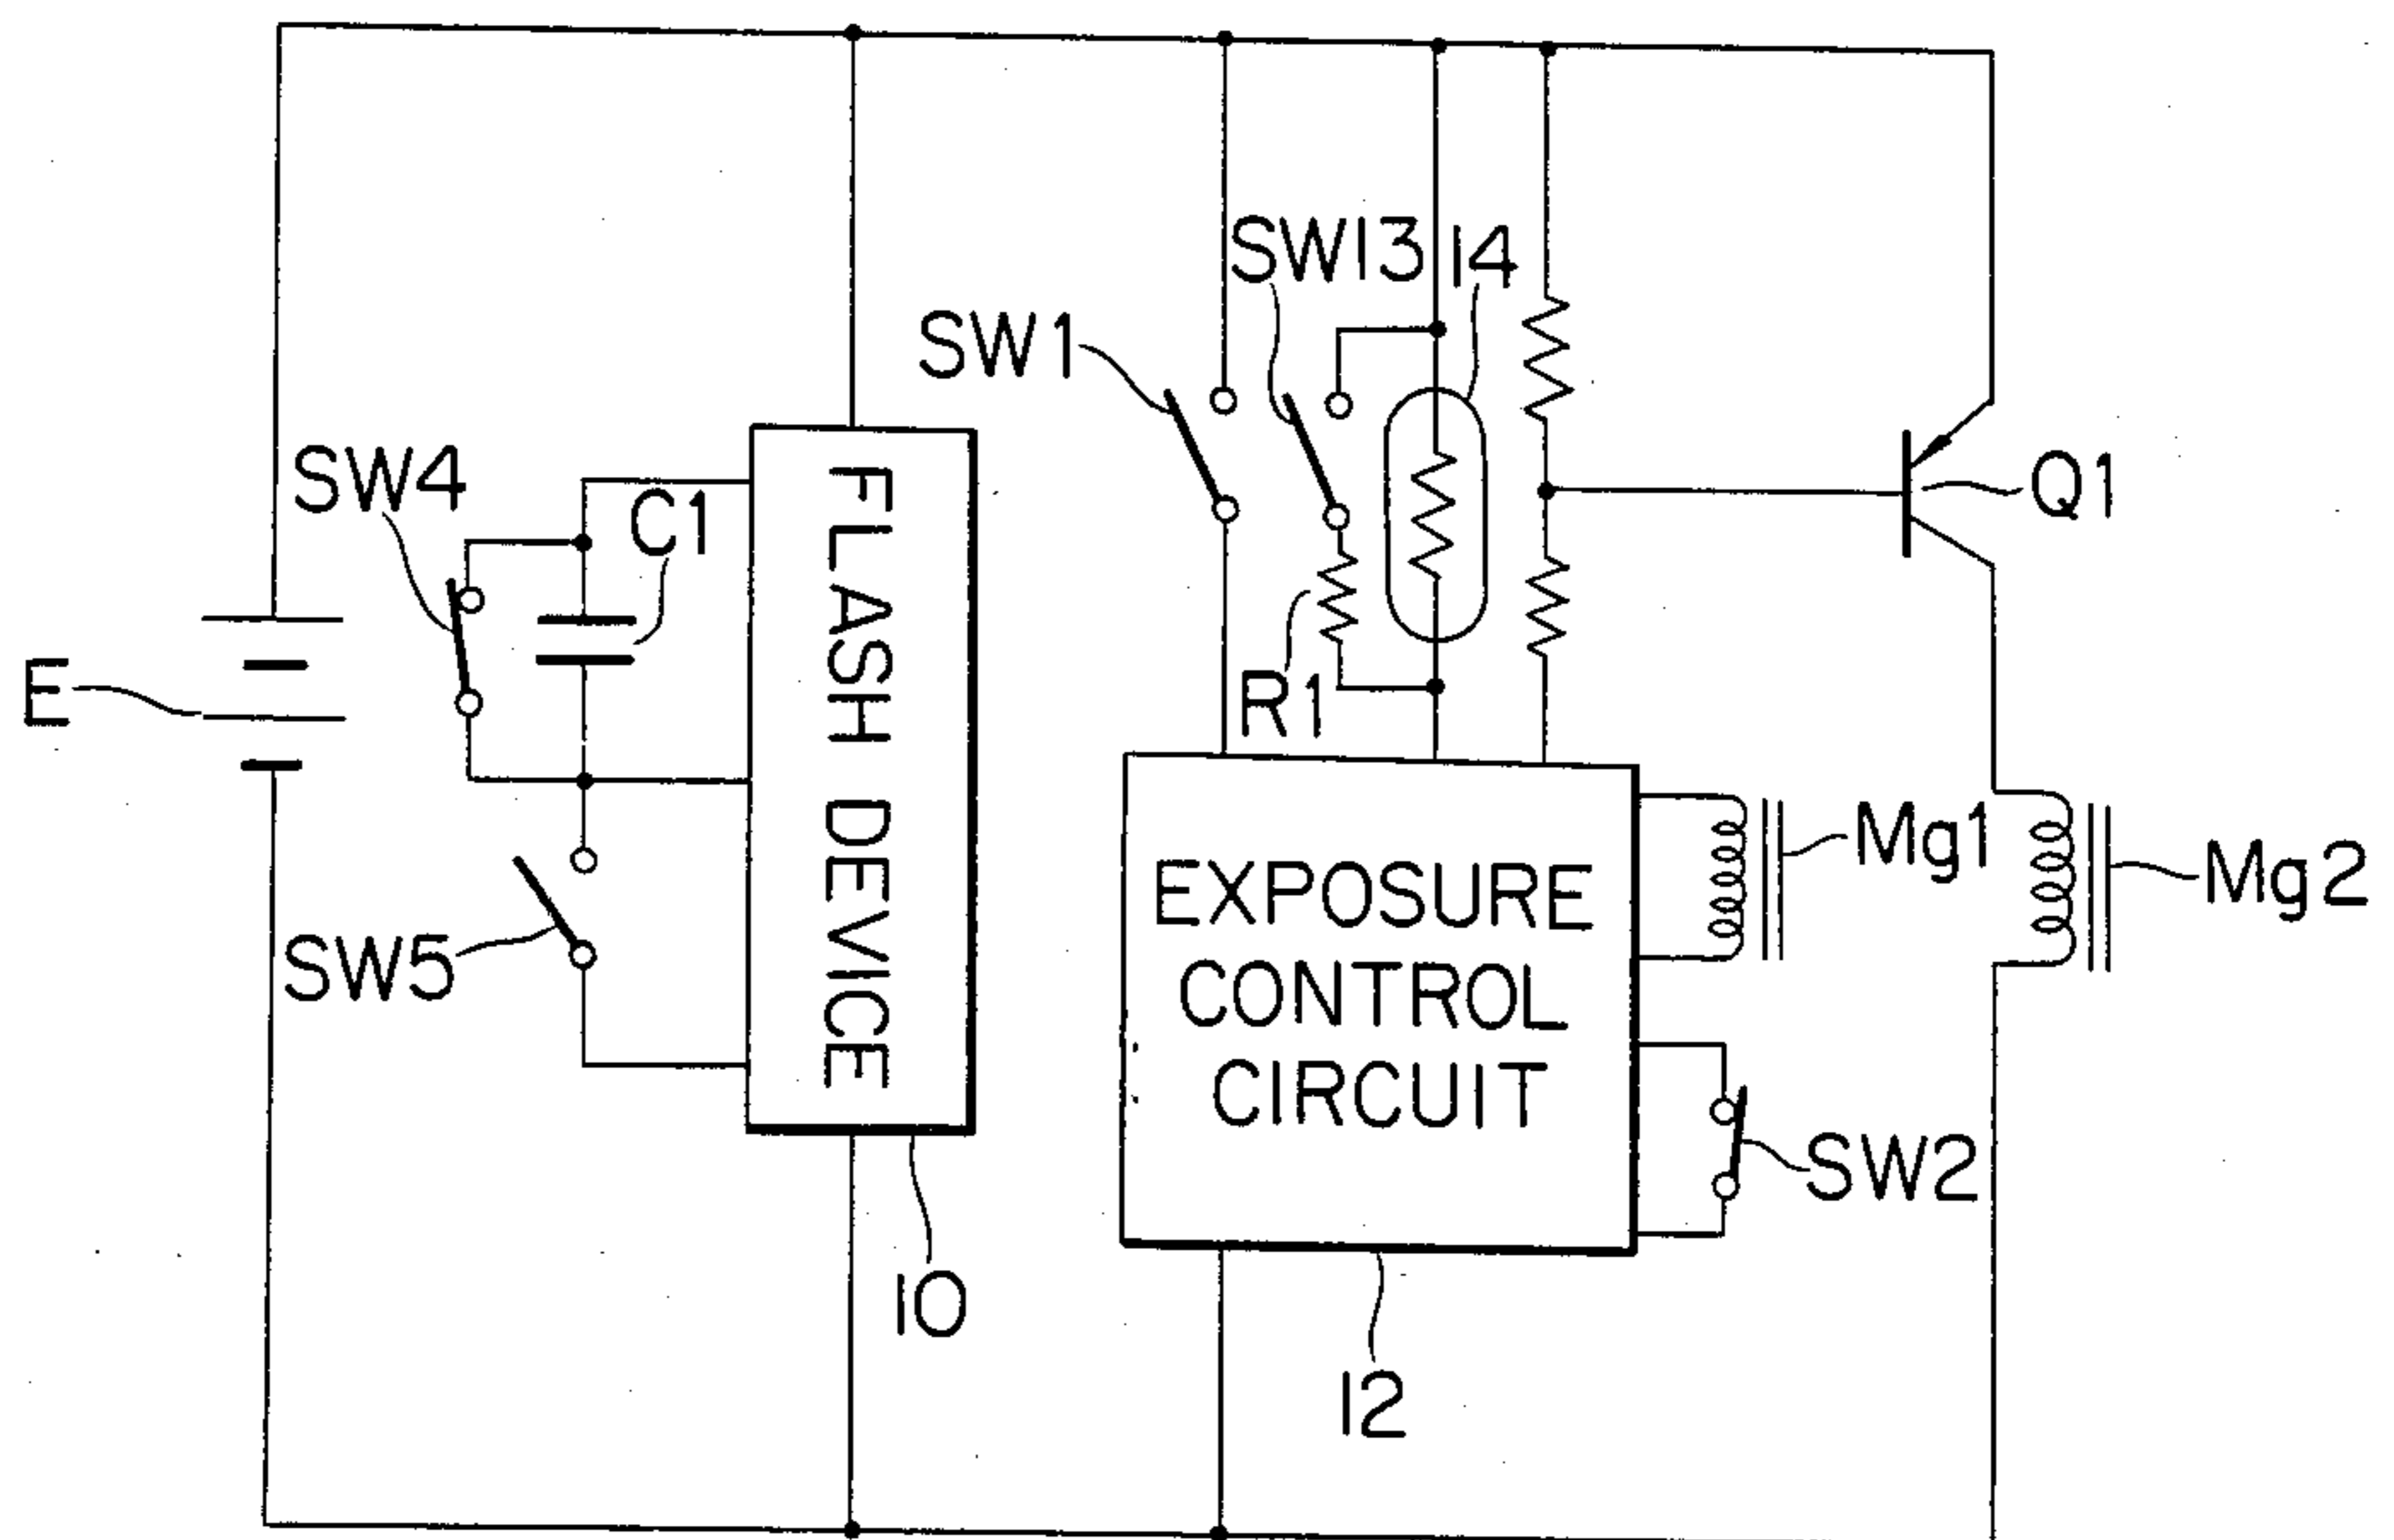 SW13
14
SW1
SW4
C1
Q1
E
R1
FLASH DEVICE
Mg1
Mg2
EXPOSURE
CONTROL
CIRCUIT
SW5
SW2
10
12